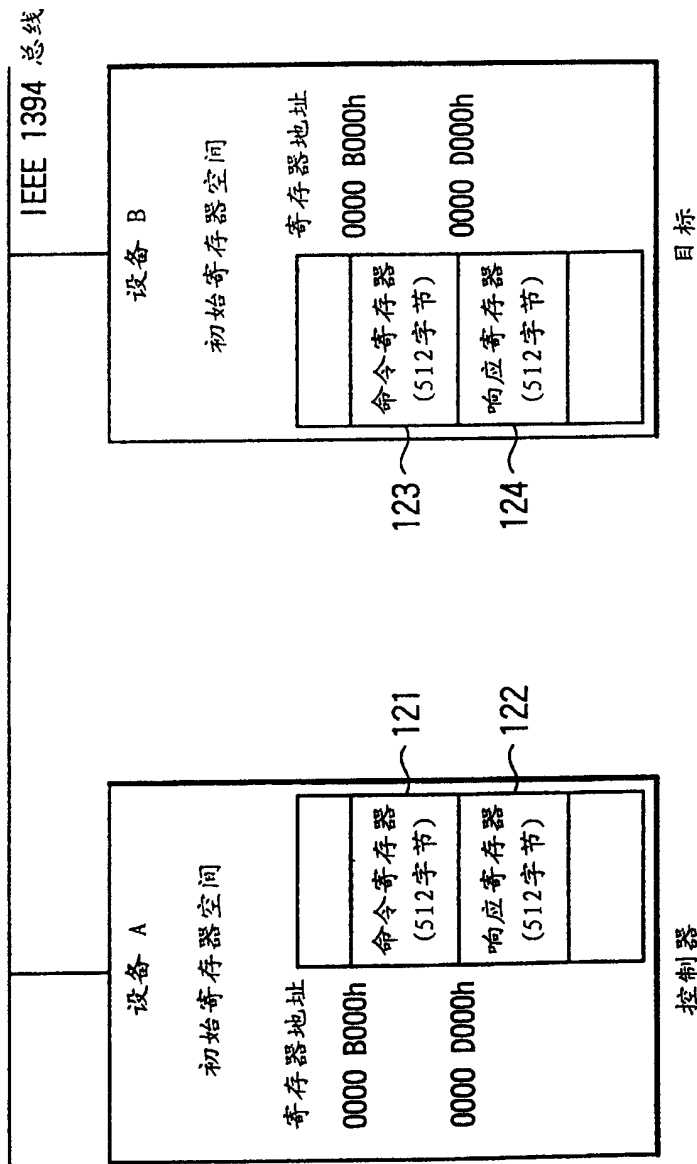 IEEE 1394 总线
设备 A
初始寄存器空间
寄存器地址
0000 B000h
命令寄存器
(512字节)
121
0000 D000h
响应寄存器
(512字节)
122
控制器
设备 B
初始寄存器空间
寄存器地址
123
命令寄存器
(512字节)
0000 B000h
124
响应寄存器
(512字节)
0000 D000h
目标